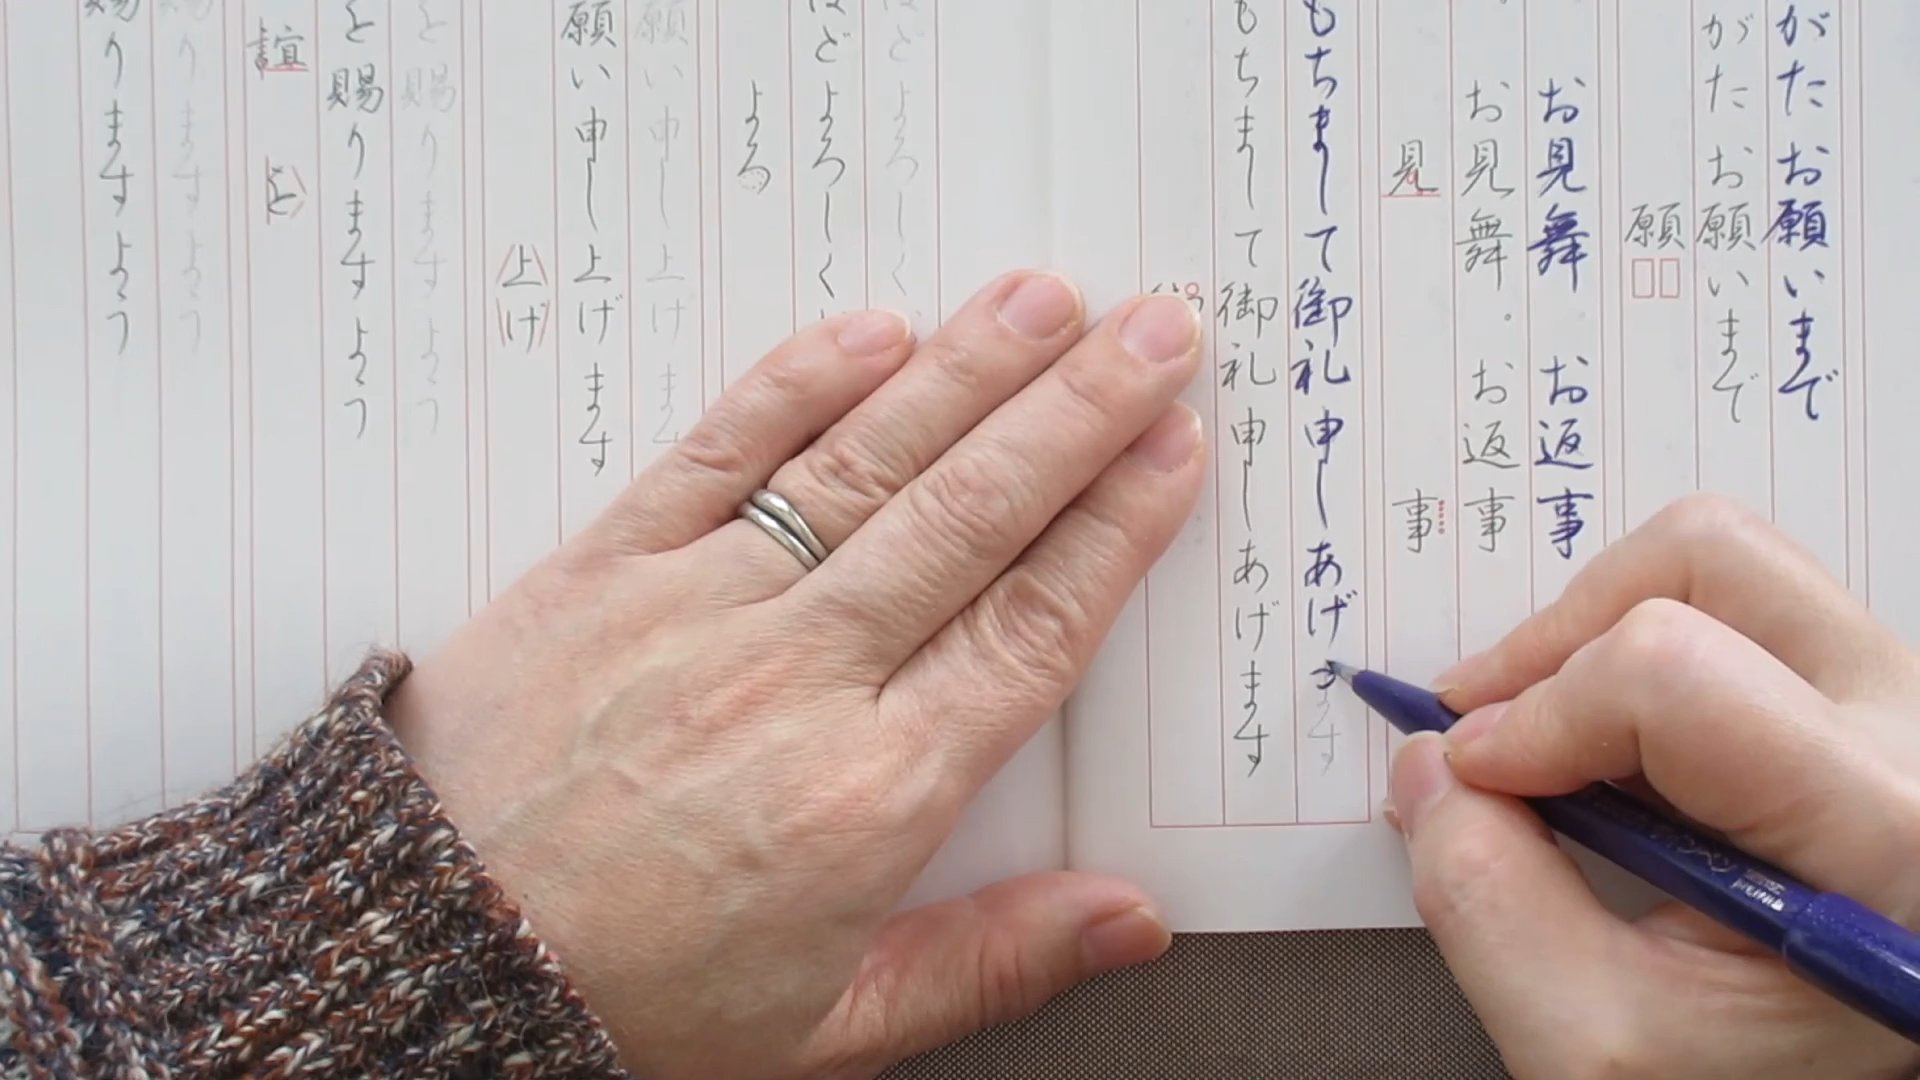 がたお願いまで
がたお願いまで
願
お見舞 お返事
お見舞・お返事
見 事
もちまして御礼申しあげます
もちまして御礼申しあげます
御
ほどよろしく
ほどよろしく
よろ
願い申し上げます
願い申し上げます
上げ
を賜りますよう
を賜りますよう
誼 を
賜りますよう
賜りますよう